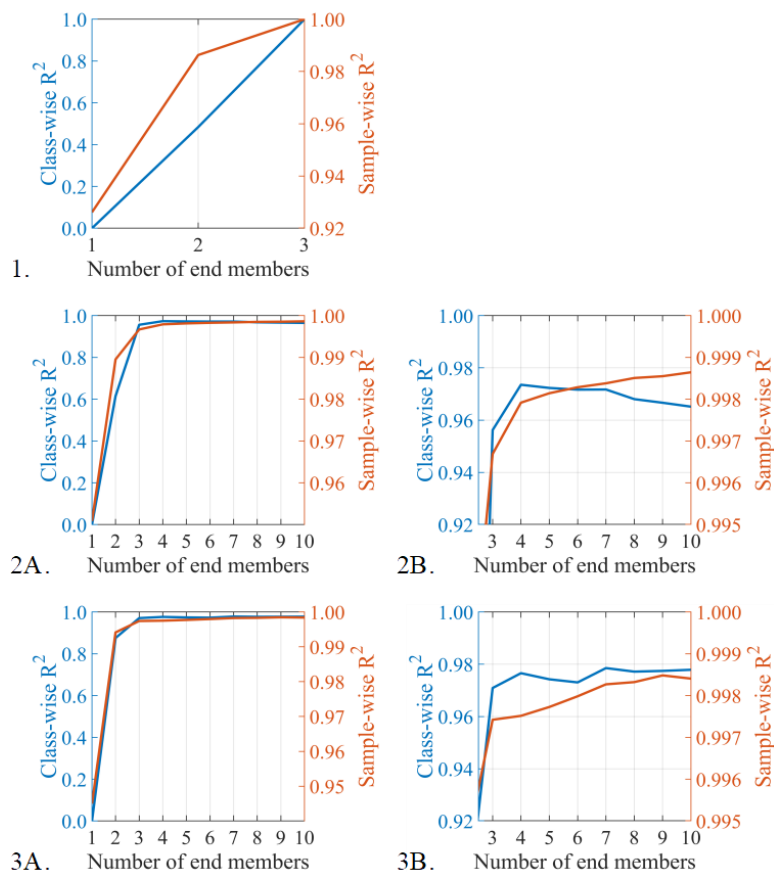 1.0 1.00
0.8 0.98
0.6 0.96
0.4 0.94
0.2
0.0 0.92
Class-wise R²
Sample-wise R²
1 2 3
1. Number of end members
1.0 1.00
0.8 0.99
0.6 0.98
0.4 0.97
0.2 0.96
0.0
Class-wise R²
Sample-wise R²
1 2 3 4 5 6 7 8 9 10
2A. Number of end members
1.00 1.000
0.98 0.999
0.96 0.998
0.94 0.997
0.996
0.92 0.995
Class-wise R²
Sample-wise R²
3 4 5 6 7 8 9 10
2B. Number of end members
1.0 1.00
0.8 0.99
0.6 0.98
0.4 0.97
0.2 0.96
0.0 0.95
Class-wise R²
Sample-wise R²
1 2 3 4 5 6 7 8 9 10
3A. Number of end members
1.00 1.000
0.98 0.999
0.96 0.998
0.94 0.997
0.996
0.92 0.995
Class-wise R²
Sample-wise R²
3 4 5 6 7 8 9 10
3B. Number of end members